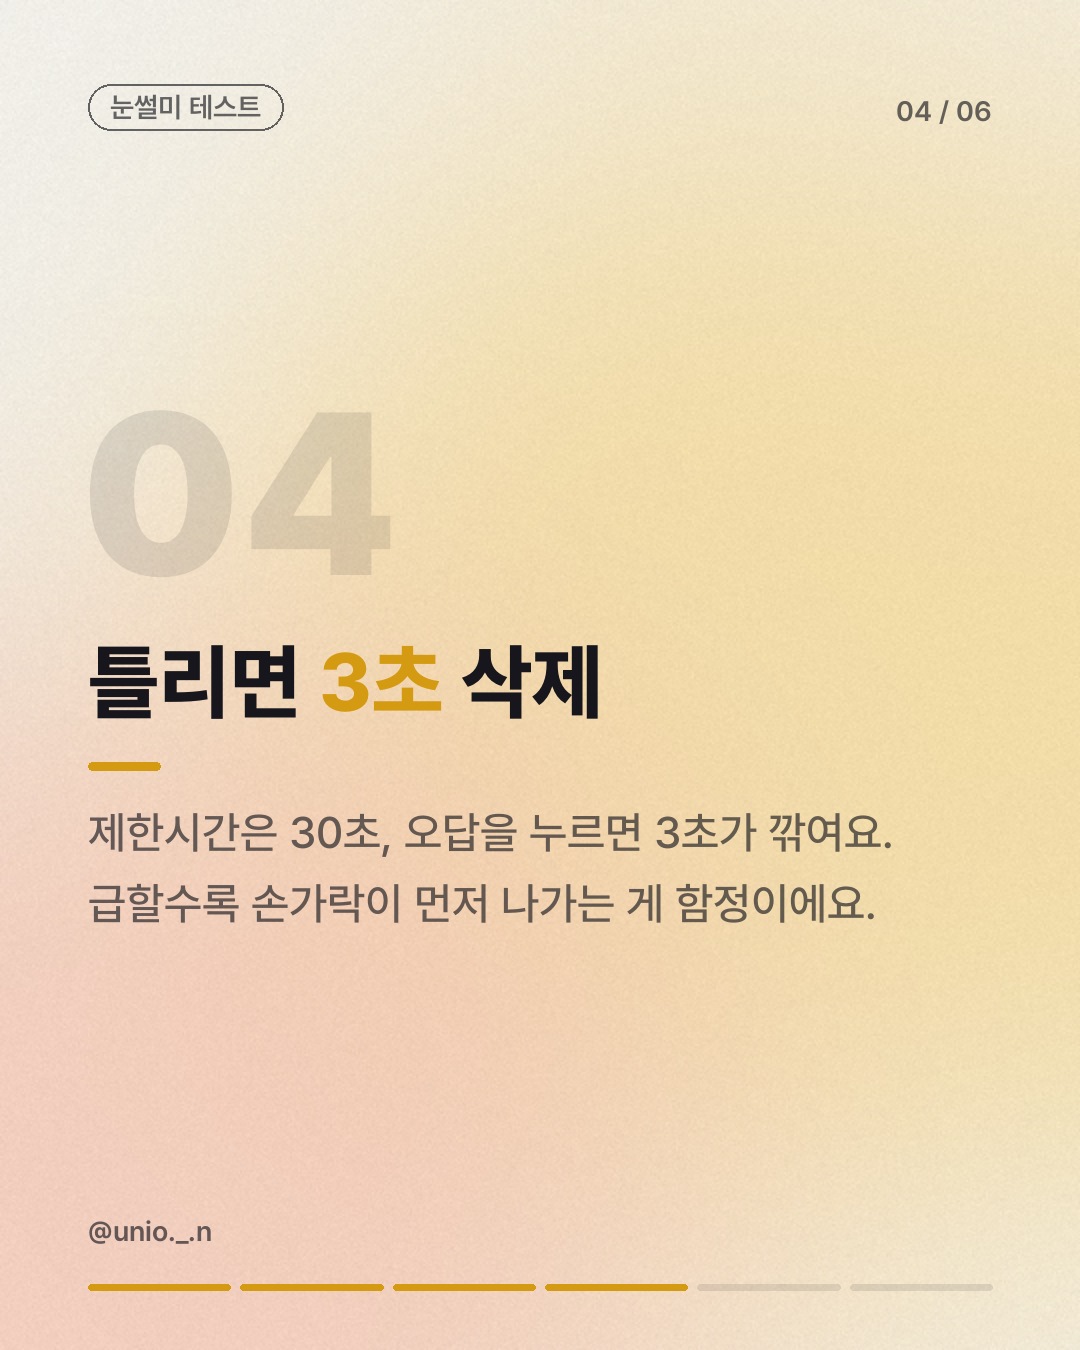 눈썰미 테스트
04 / 06
04
틀리면 3초 삭제
제한시간은 30초, 오답을 누르면 3초가 깎여요.
급할수록 손가락이 먼저 나가는 게 함정이에요.
@unio._.n